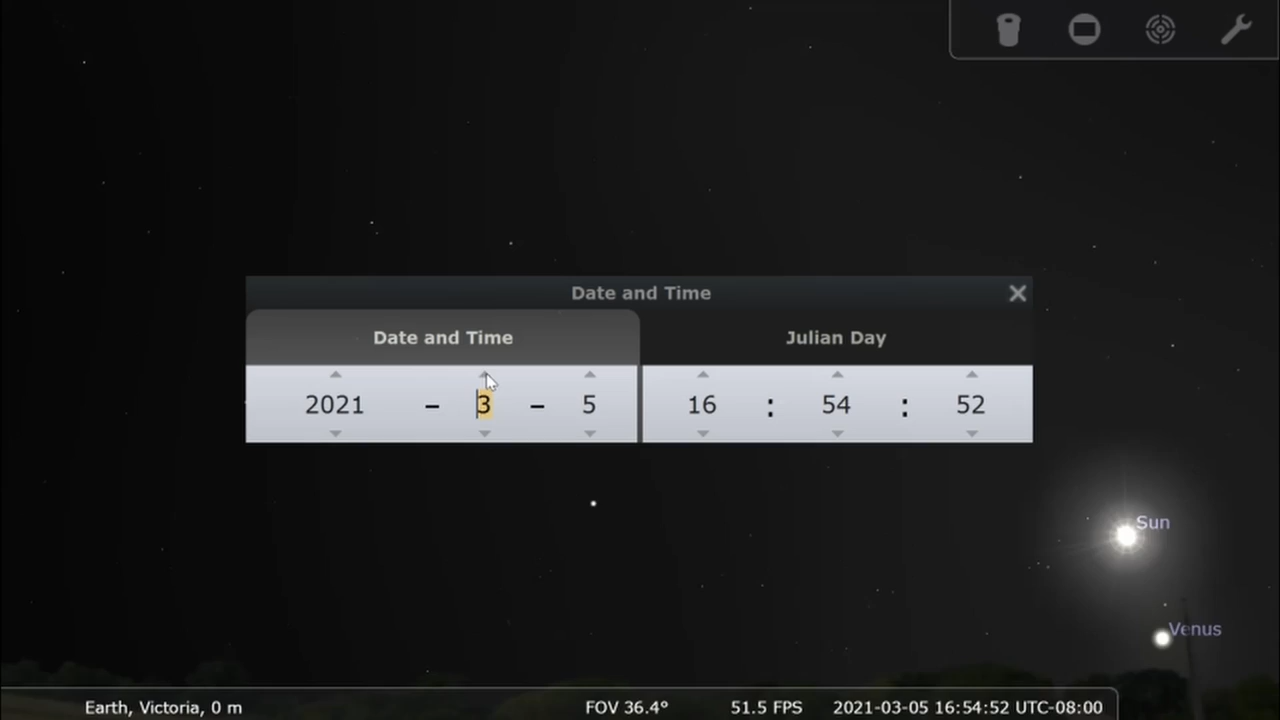 Date and Time
Date and Time
Julian Day
2021 - 3 - 5 16 : 54 : 52
Sun
Venus
Earth, Victoria, 0 m FOV 36.4° 51.5 FPS 2021-03-05 16:54:52 UTC-08:00